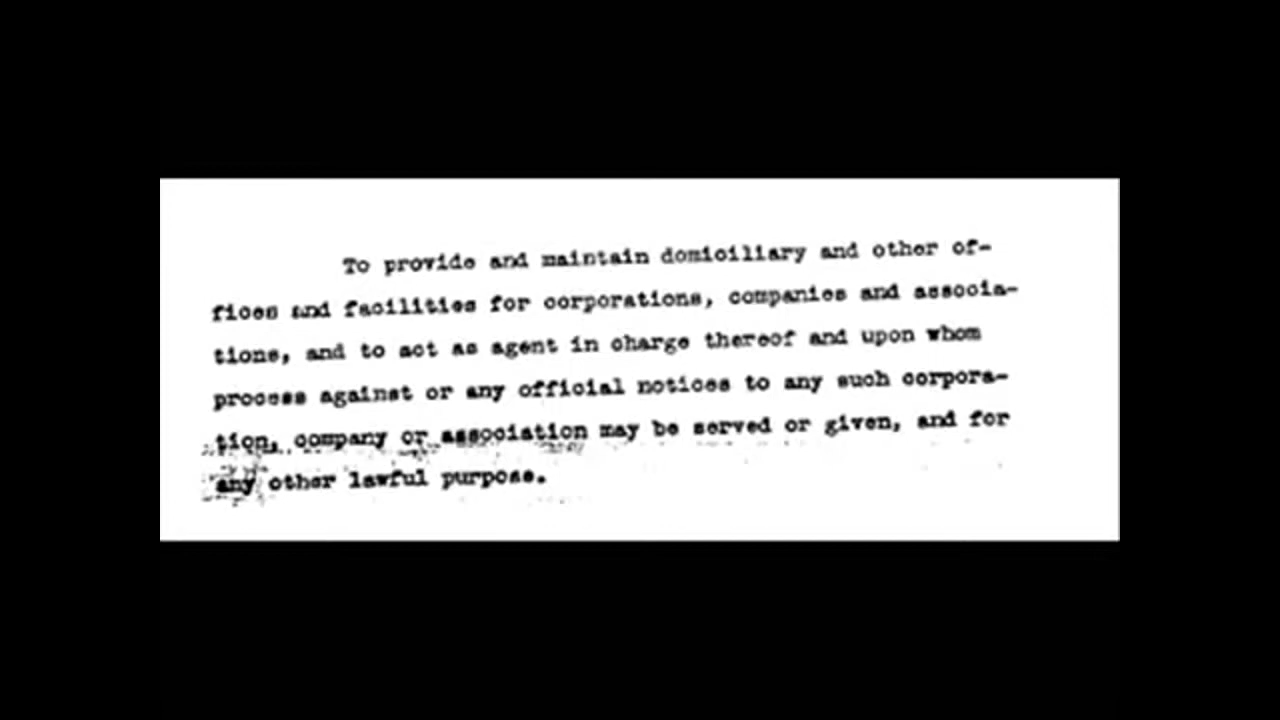 To provide and maintain domiciliary and other of-
fices and facilities for corporations, companies and associa-
tions, and to act as agent in charge thereof and upon whom
process against or any official notices to any such corpora-
tion, company or association may be served or given, and for
any other lawful purpose.